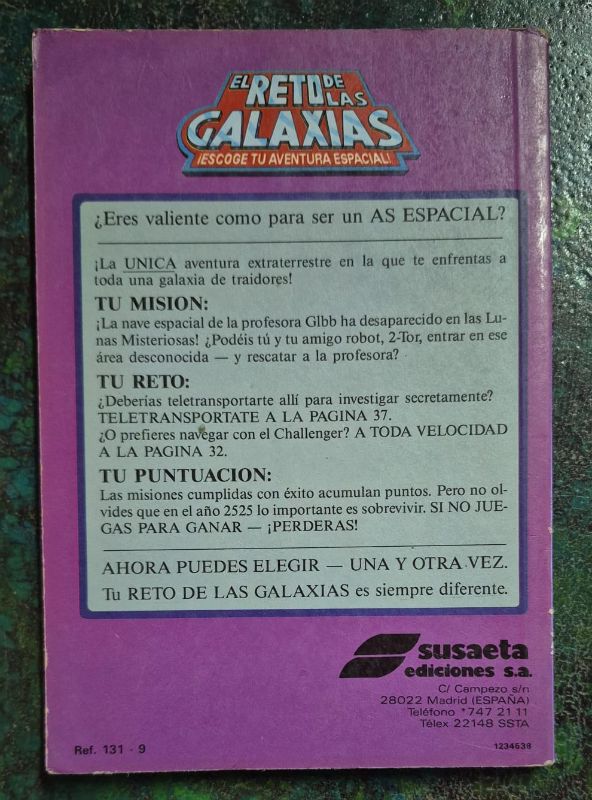 EL RETO DE LAS
GALAXIAS
¡ESCOGE TU AVENTURA ESPACIAL!
¿Eres valiente como para ser un AS ESPACIAL?
¡La UNICA aventura extraterrestre en la que te enfrentas a
toda una galaxia de traidores!
TU MISION:
¡La nave espacial de la profesora Glbb ha desaparecido en las Lu-
nas Misteriosas! ¿Podéis tú y tu amigo robot, 2-Tor, entrar en ese
área desconocida — y rescatar a la profesora?
TU RETO:
¿Deberías teletransportarte allí para investigar secretamente?
TELETRANSPORTATE A LA PAGINA 37.
¿O prefieres navegar con el Challenger? A TODA VELOCIDAD
A LA PAGINA 32.
TU PUNTUACION:
Las misiones cumplidas con éxito acumulan puntos. Pero no ol-
vides que en el año 2525 lo importante es sobrevivir. SI NO JUE-
GAS PARA GANAR — ¡PERDERAS!
AHORA PUEDES ELEGIR — UNA Y OTRA VEZ.
Tu RETO DE LAS GALAXIAS es siempre diferente.
susaeta
ediciones s.a.
C/ Campezo s/n
28022 Madrid (ESPAÑA)
Teléfono *747 21 11
Télex 22148 SSTA
Ref. 131 - 9
1234538